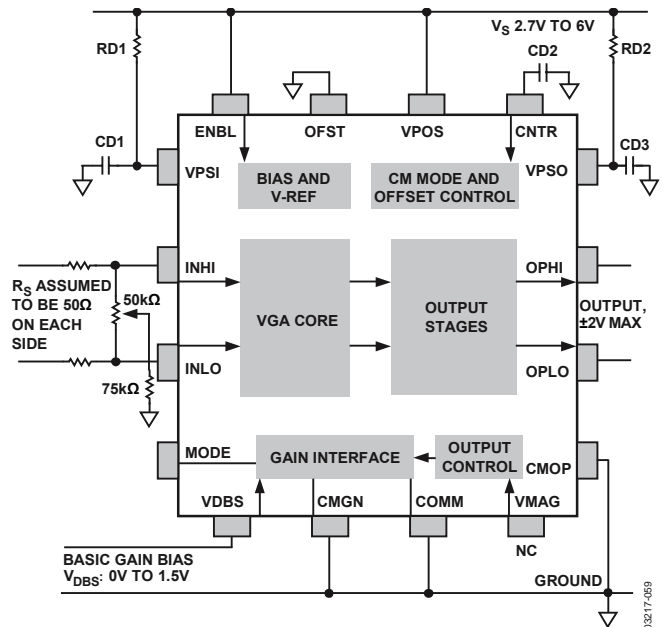 V_S 2.7V TO 6V
RD1
RD2
CD2
ENBL
OFST
VPOS
CNTR
CD1
CD3
VPSI
VPSO
BIAS AND
V-REF
CM MODE AND
OFFSET CONTROL
INHI
OPHI
R_S ASSUMED
TO BE 50Ω
ON EACH
SIDE
50kΩ
VGA CORE
OUTPUT
STAGES
OUTPUT,
±2V MAX
INLO
OPLO
75kΩ
MODE
GAIN INTERFACE
OUTPUT
CONTROL
CMOP
VDBS
CMGN
COMM
VMAG
NC
BASIC GAIN BIAS
V_DBS: 0V TO 1.5V
GROUND
03217-059